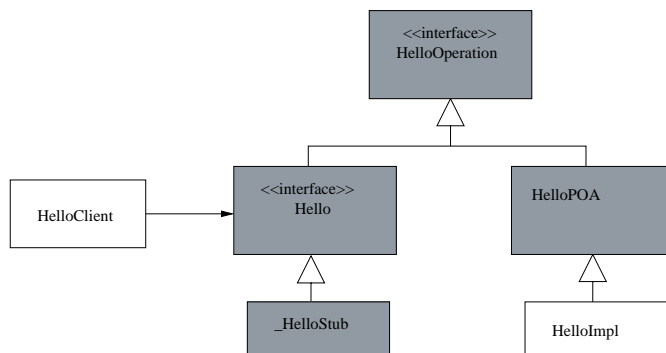 <<interface>>
HelloOperation
<<interface>>
Hello
HelloPOA
HelloClient
_HelloStub
HelloImpl